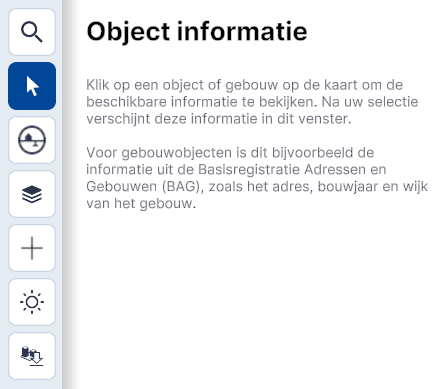 Object informatie
Klik op een object of gebouw op de kaart om de
beschikbare informatie te bekijken. Na uw selectie
verschijnt deze informatie in dit venster.
Voor gebouwobjecten is dit bijvoorbeeld de
informatie uit de Basisregistratie Adressen en
Gebouwen (BAG), zoals het adres, bouwjaar en wijk
van het gebouw.